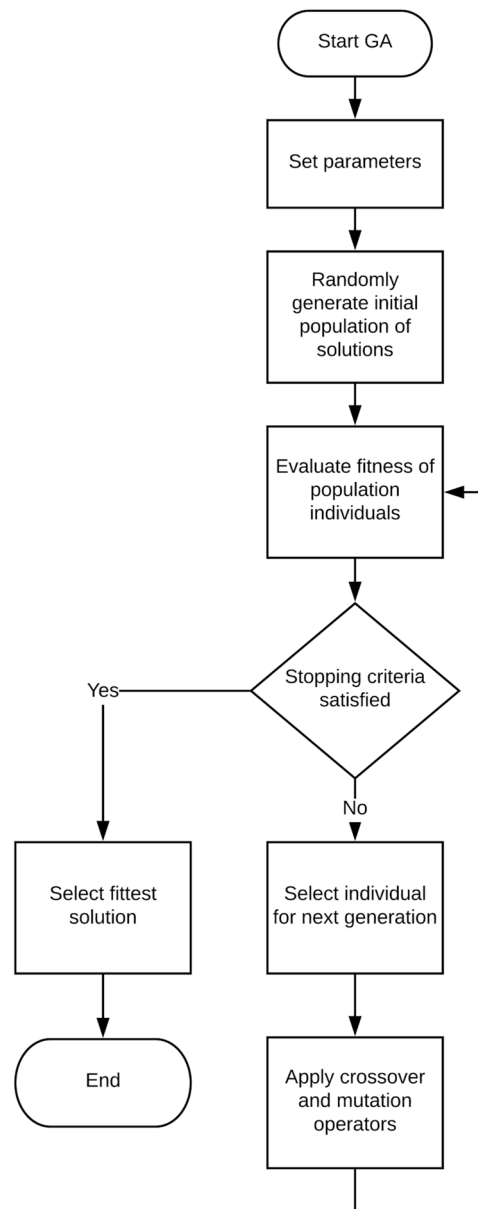 Start GA
Set parameters
Randomly
generate initial
population of
solutions
Evaluate fitness of
population
individuals
Stopping criteria
satisfied
Yes
No
Select fittest
solution
Select individual
for next generation
End
Apply crossover
and mutation
operators